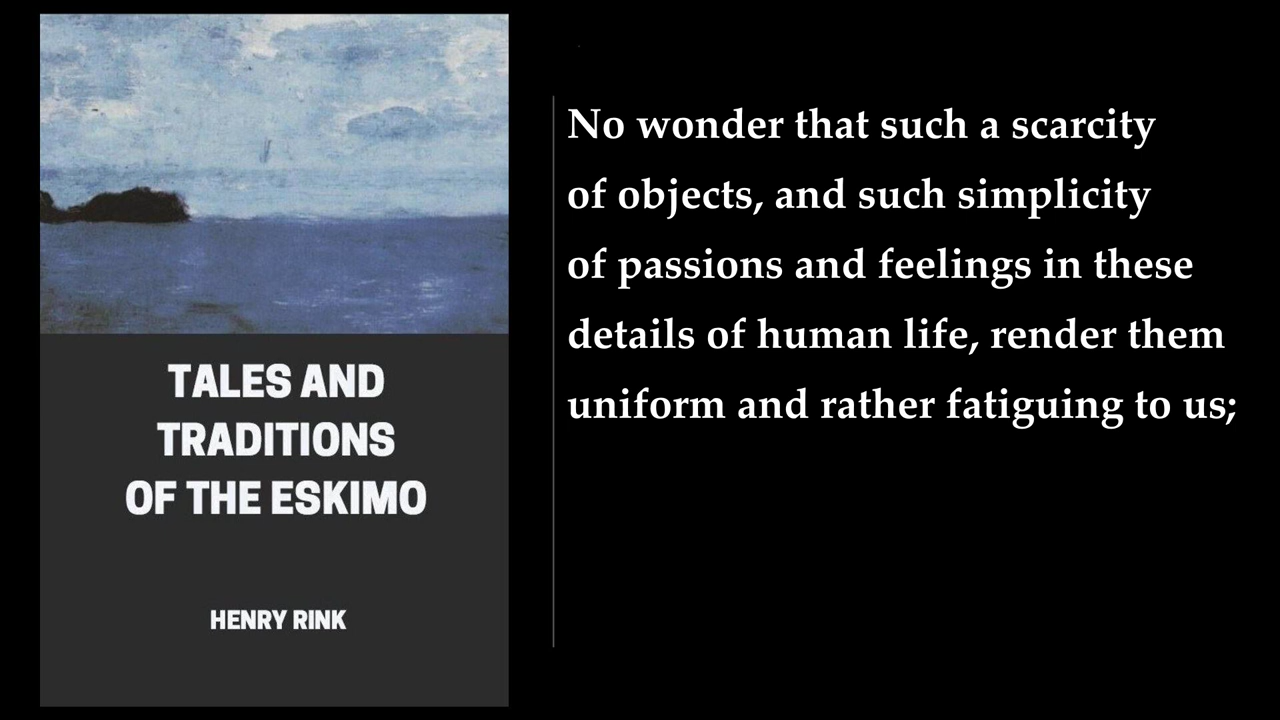 TALES AND
TRADITIONS
OF THE ESKIMO
HENRY RINK
No wonder that such a scarcity
of objects, and such simplicity
of passions and feelings in these
details of human life, render them
uniform and rather fatiguing to us;